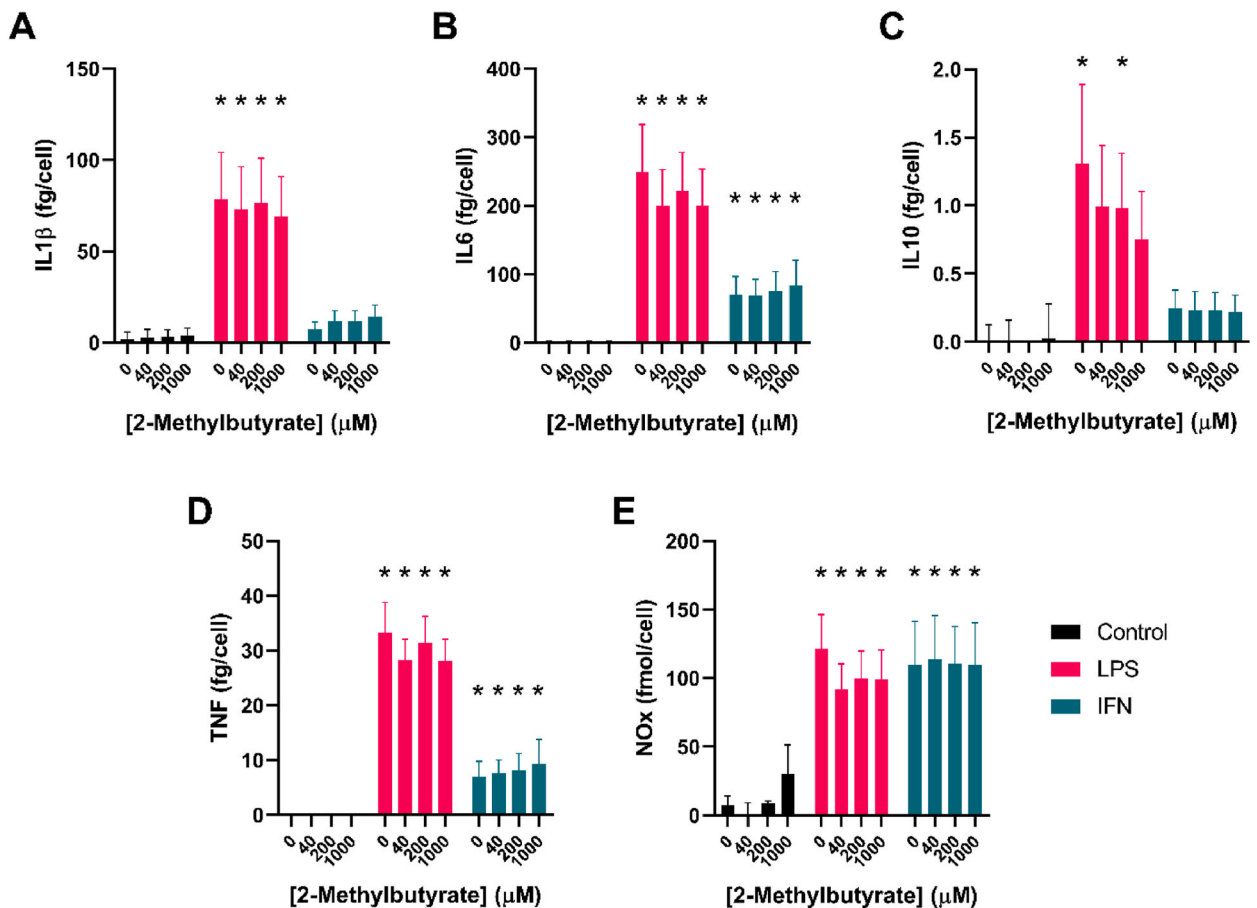 A
IL1β (fg/cell)
150
100
50
0
* * * *
0 40 200 1000 0 40 200 1000 0 40 200 1000
[2-Methylbutyrate] (μM)
B
IL6 (fg/cell)
400
300
200
100
0
* * * *
* * * *
0 40 200 1000 0 40 200 1000 0 40 200 1000
[2-Methylbutyrate] (μM)
C
IL10 (fg/cell)
2.0
1.5
1.0
0.5
0.0
* *
0 40 200 1000 0 40 200 1000 0 40 200 1000
[2-Methylbutyrate] (μM)
D
TNF (fg/cell)
50
40
30
20
10
0
* * * *
* * * *
0 40 200 1000 0 40 200 1000 0 40 200 1000
[2-Methylbutyrate] (μM)
E
NOx (fmol/cell)
200
150
100
50
0
* * * * * * * *
0 40 200 1000 0 40 200 1000 0 40 200 1000
[2-Methylbutyrate] (μM)
Control
LPS
IFN